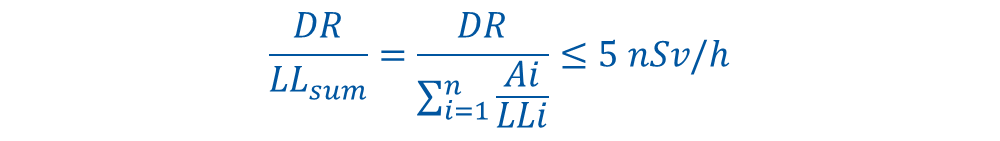 DR/LL_sum = DR/∑_{i=1}^{n} Ai/LLi ≤ 5 nSv/h